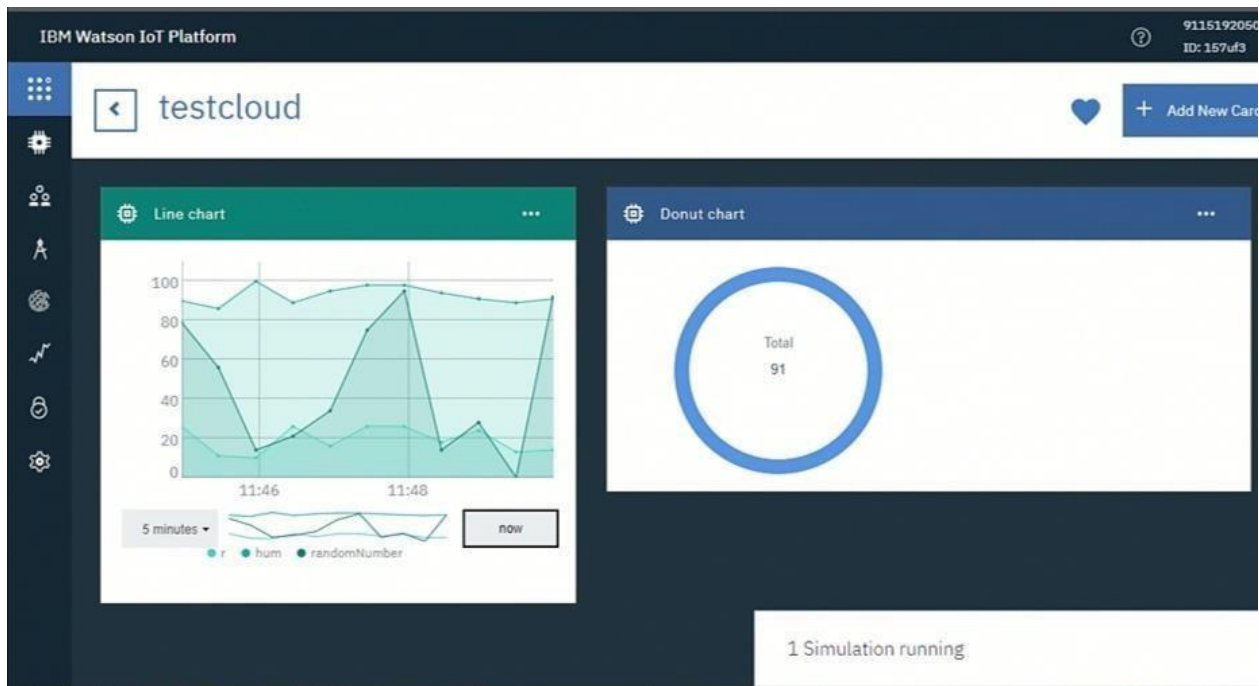 IBM Watson IoT Platform
9115192050
ID: 157uf3
testcloud
+ Add New Card
Line chart
Donut chart
100
80
60
40
20
0
11:46
11:48
Total
91
5 minutes
now
r hum randomNumber
1 Simulation running